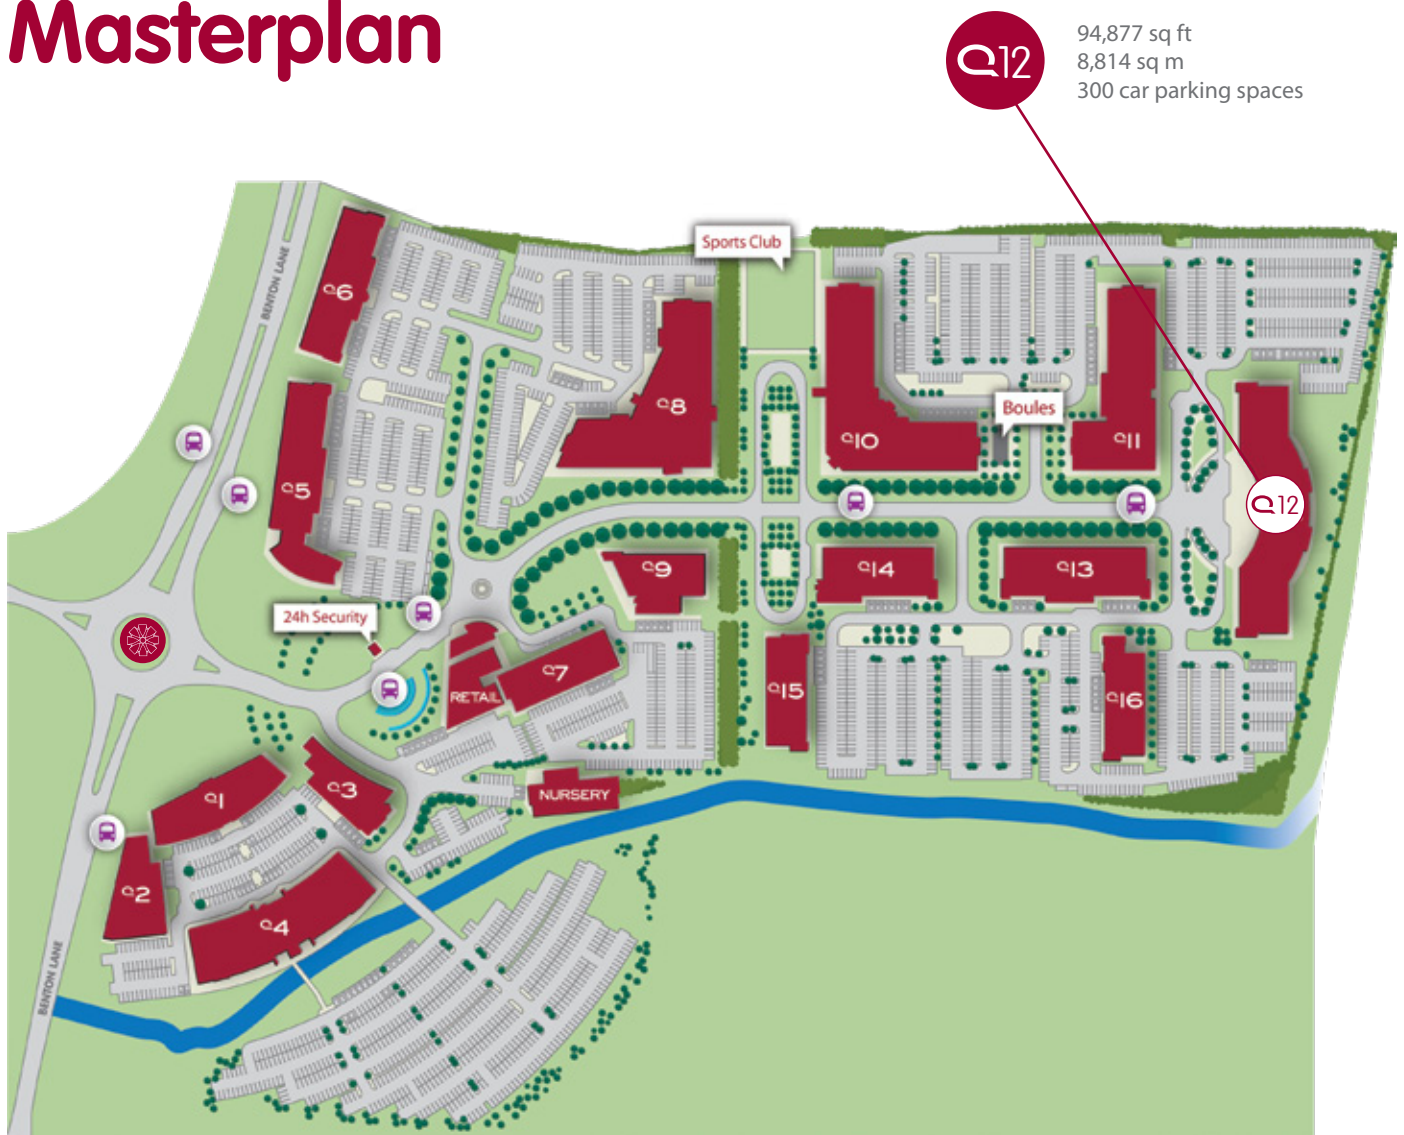 Masterplan
Q12
94,877 sq ft
8,814 sq m
300 car parking spaces
Sports Club
BENTON LANE
Q6
Q8
Boules
Q10
Q11
Q5
Q12
Q9
Q14
Q13
24h Security
Q7
RETAIL
Q15
Q16
Q1
Q3
NURSERY
Q2
Q4
BENTON LANE